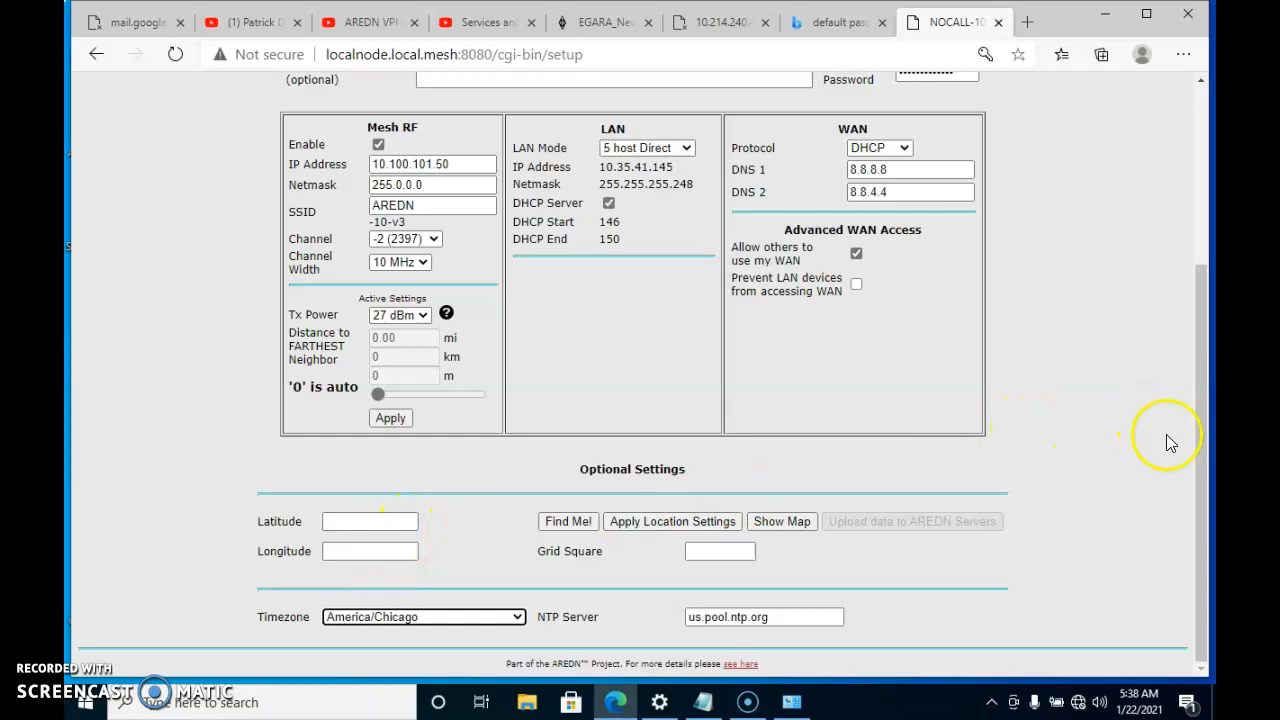 mail.google
(1) Patrick D
AREDN VPN
Services and
EGARA_Nev
10.214.240.
default pas
NOCALL-10
Not secure
localnode.local.mesh:8080/cgi-bin/setup
(optional)
Password
Mesh RF
Enable
IP Address 10.100.101.50
Netmask 255.0.0.0
SSID AREDN
-10-v3
Channel -2 (2397)
Channel Width 10 MHz
Active Settings
Tx Power 27 dBm ?
Distance to
FARTHEST
Neighbor
0.00 mi
0 km
0 m
'0' is auto
Apply
LAN
LAN Mode 5 host Direct
IP Address 10.35.41.145
Netmask 255.255.255.248
DHCP Server
DHCP Start 146
DHCP End 150
WAN
Protocol DHCP
DNS 1 8.8.8.8
DNS 2 8.8.4.4
Advanced WAN Access
Allow others to
use my WAN
Prevent LAN devices
from accessing WAN
Optional Settings
Latitude
Find Me! Apply Location Settings Show Map Upload data to AREDN Servers
Longitude
Grid Square
Timezone America/Chicago NTP Server us.pool.ntp.org
Part of the AREDN™ Project. For more details please see here
RECORDED WITH
SCREENCAST MATIC
Type here to search
5:38 AM
1/22/2021
1